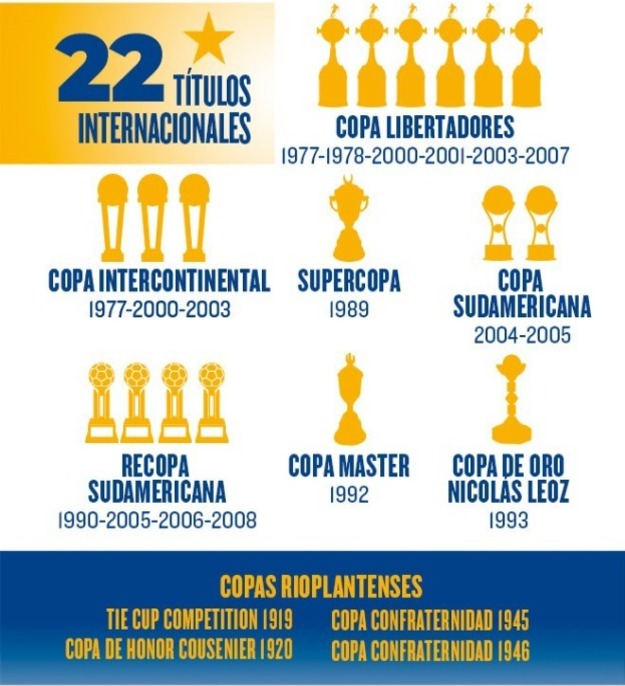 22 TÍTULOS
INTERNACIONALES
COPA LIBERTADORES
1977-1978-2000-2001-2003-2007
COPA INTERCONTINENTAL
1977-2000-2003
SUPERCOPA
1989
COPA
SUDAMERICANA
2004-2005
RECOPA
SUDAMERICANA
1990-2005-2006-2008
COPA MASTER
1992
COPA DE ORO
NICOLÁS LEOZ
1993
COPAS RIOPLANTENSES
TIE CUP COMPETITION 1919
COPA DE HONOR COUSENIER 1920
COPA CONFRATERNIDAD 1945
COPA CONFRATERNIDAD 1946